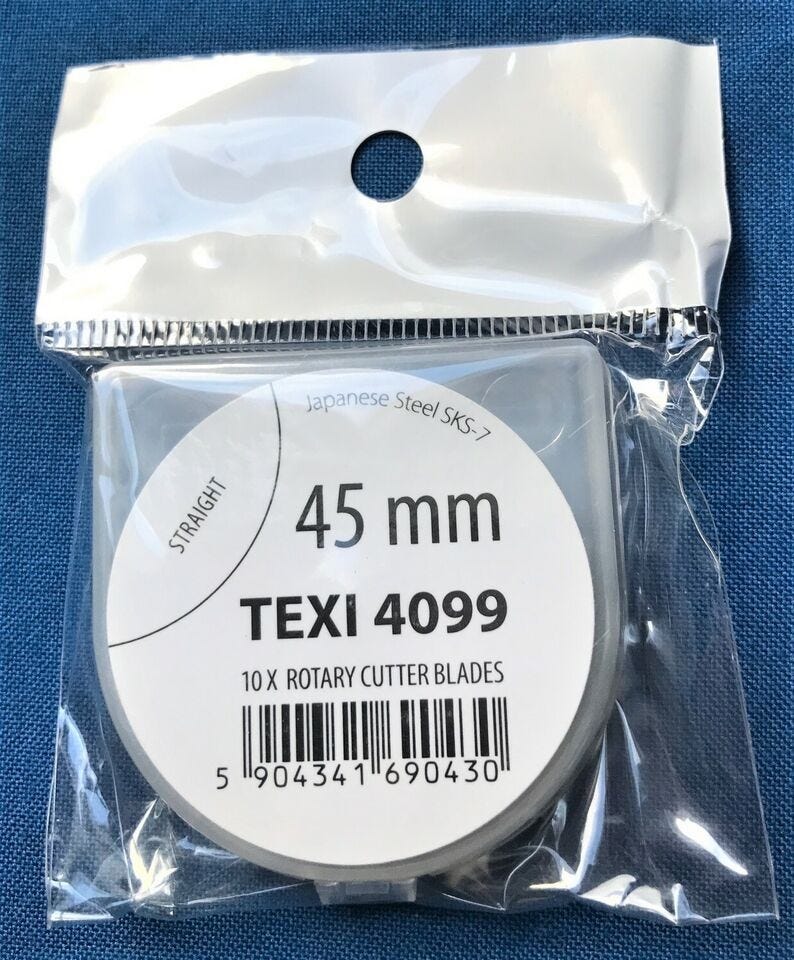 Japanese Steel SKS-7
STRAIGHT
45 mm
TEXI 4099
10 X ROTARY CUTTER BLADES
5 904341 690430